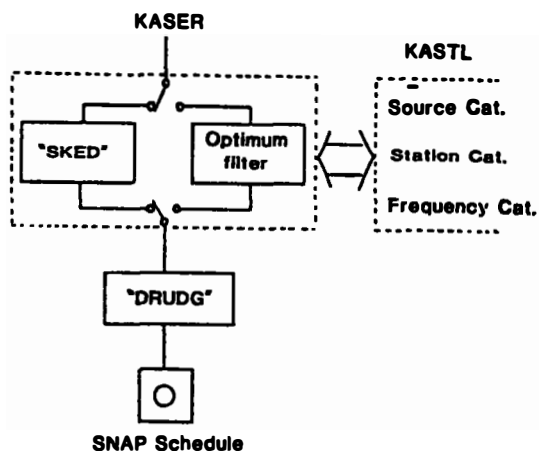 KASER
KASTL
"SKED"
Optimum
filter
Source Cat.
Station Cat.
Frequency Cat.
"DRUDG"
SNAP Schedule